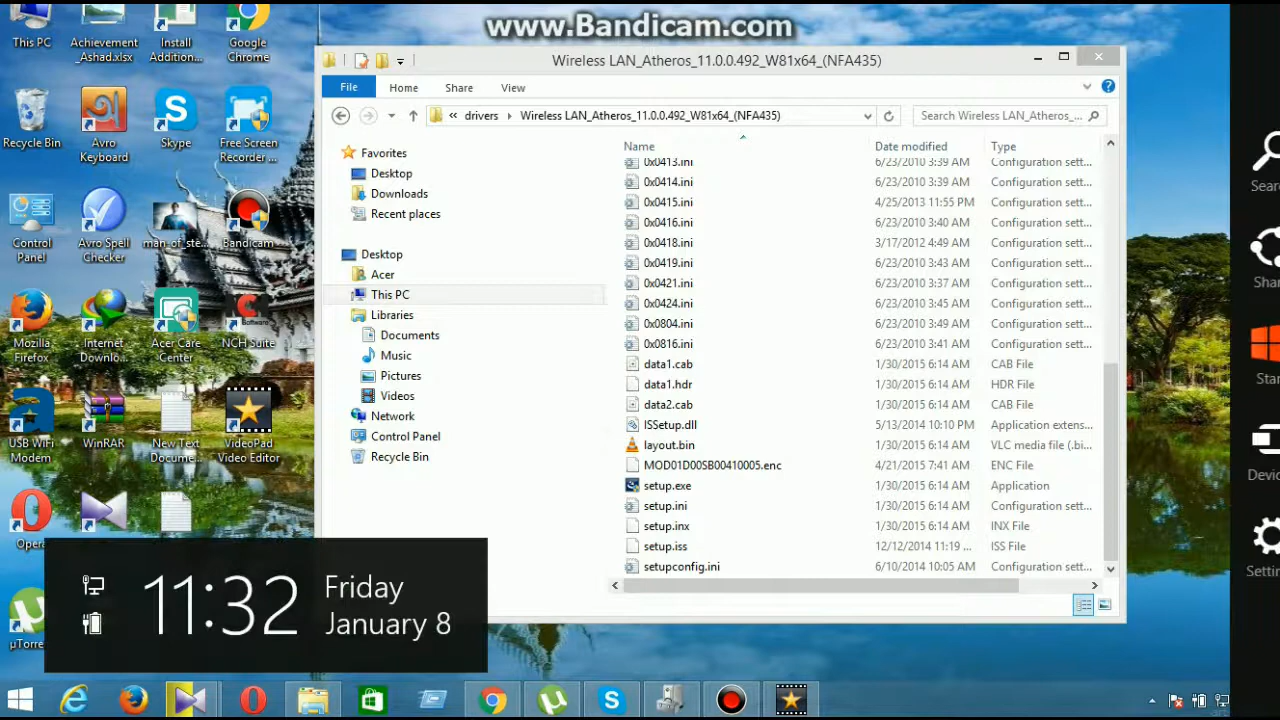 www.Bandicam.com
This PC
Achievement
_Ashad.xlsx
Install
Addition...
Google
Chrome
Recycle Bin
Avro
Keyboard
Skype
Free Screen
Recorder ...
Control
Panel
Avro Spell
Checker
man_of_ste...
Bandicam
Mozilla
Firefox
Internet
Downlo...
Acer Care
Center
NCH Suite
USB WiFi
Modem
WinRAR
New Text
Docume...
VideoPad
Video Editor
Opera
µTorre
Wireless LAN_Atheros_11.0.0.492_W81x64_(NFA435)
File
Home
Share
View
drivers
Wireless LAN_Atheros_11.0.0.492_W81x64_(NFA435)
Search Wireless LAN_Atheros_...
Favorites
Desktop
Downloads
Recent places
Desktop
Acer
This PC
Libraries
Documents
Music
Pictures
Videos
Network
Control Panel
Recycle Bin
Name Date modified Type
0x0413.ini 6/23/2010 3:39 AM Configuration sett...
0x0414.ini 6/23/2010 3:39 AM Configuration sett...
0x0415.ini 4/25/2013 11:55 PM Configuration sett...
0x0416.ini 6/23/2010 3:40 AM Configuration sett...
0x0418.ini 3/17/2012 4:49 AM Configuration sett...
0x0419.ini 6/23/2010 3:43 AM Configuration sett...
0x0421.ini 6/23/2010 3:37 AM Configuration sett...
0x0424.ini 6/23/2010 3:45 AM Configuration sett...
0x0804.ini 6/23/2010 3:49 AM Configuration sett...
0x0816.ini 6/23/2010 3:41 AM Configuration sett...
data1.cab 1/30/2015 6:14 AM CAB File
data1.hdr 1/30/2015 6:14 AM HDR File
data2.cab 1/30/2015 6:14 AM CAB File
ISSetup.dll 5/13/2014 10:10 PM Application extens...
layout.bin 1/30/2015 6:14 AM VLC media file (.bi...
MOD01D00SB00410005.enc 4/21/2015 7:41 AM ENC File
setup.exe 1/30/2015 6:14 AM Application
setup.ini 1/30/2015 6:14 AM Configuration sett...
setup.inx 1/30/2015 6:14 AM INX File
setup.iss 12/12/2014 11:19 ... ISS File
setupconfig.ini 6/10/2014 10:05 AM Configuration sett...
11:32
Friday
January 8
Sear
Shar
Star
Devic
Settin